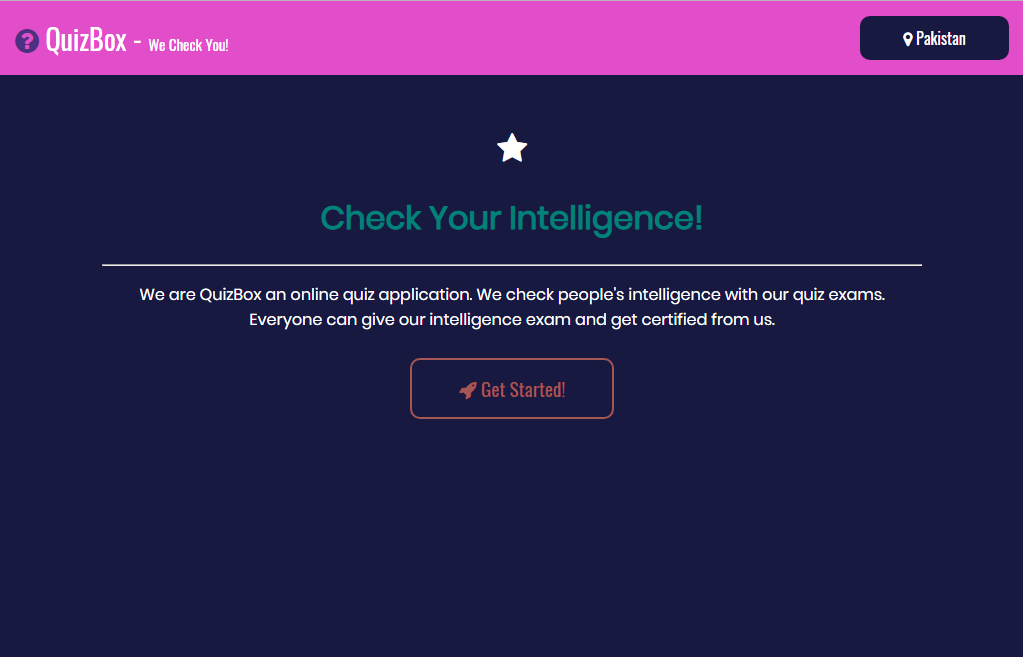 QuizBox - We Check You!
Pakistan
Check Your Intelligence!
We are QuizBox an online quiz application. We check people's intelligence with our quiz exams.
Everyone can give our intelligence exam and get certified from us.
Get Started!